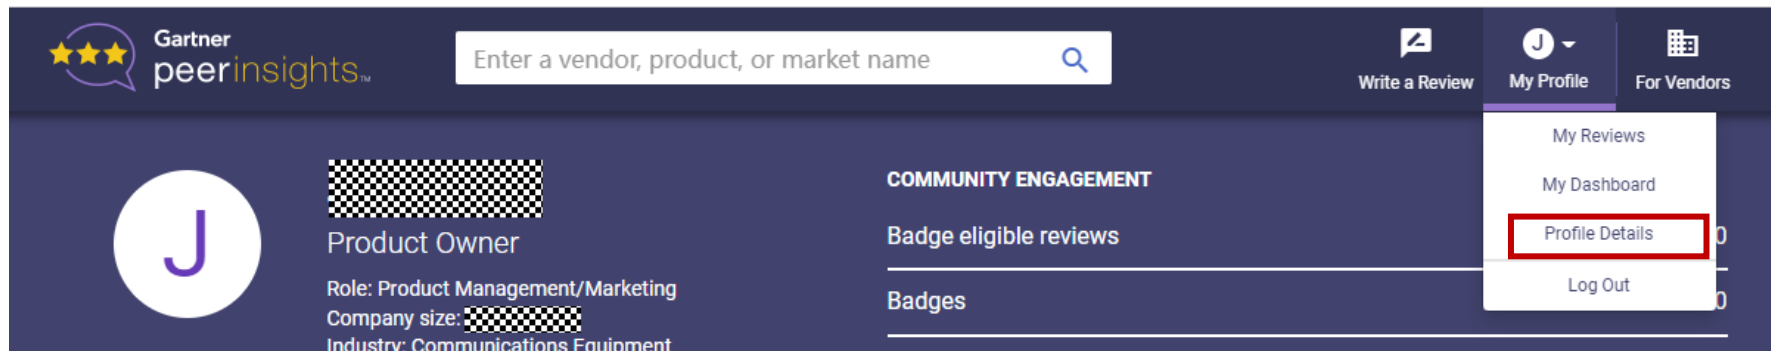 Gartner
peerinsights™
Enter a vendor, product, or market name
Write a Review
J
My Profile
For Vendors
My Reviews
My Dashboard
Profile Details
Log Out
J
Product Owner
Role: Product Management/Marketing
Company size:
Industry: Communications Equipment
COMMUNITY ENGAGEMENT
Badge eligible reviews 0
Badges 0